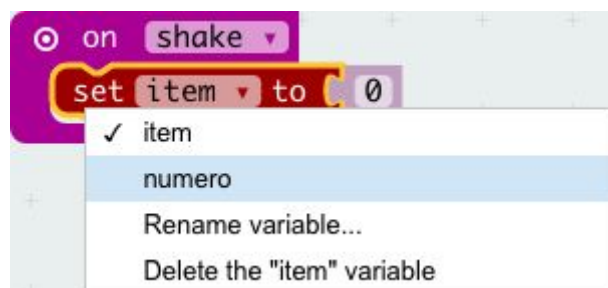 on shake
set item to 0
✓ item
numero
Rename variable...
Delete the "item" variable